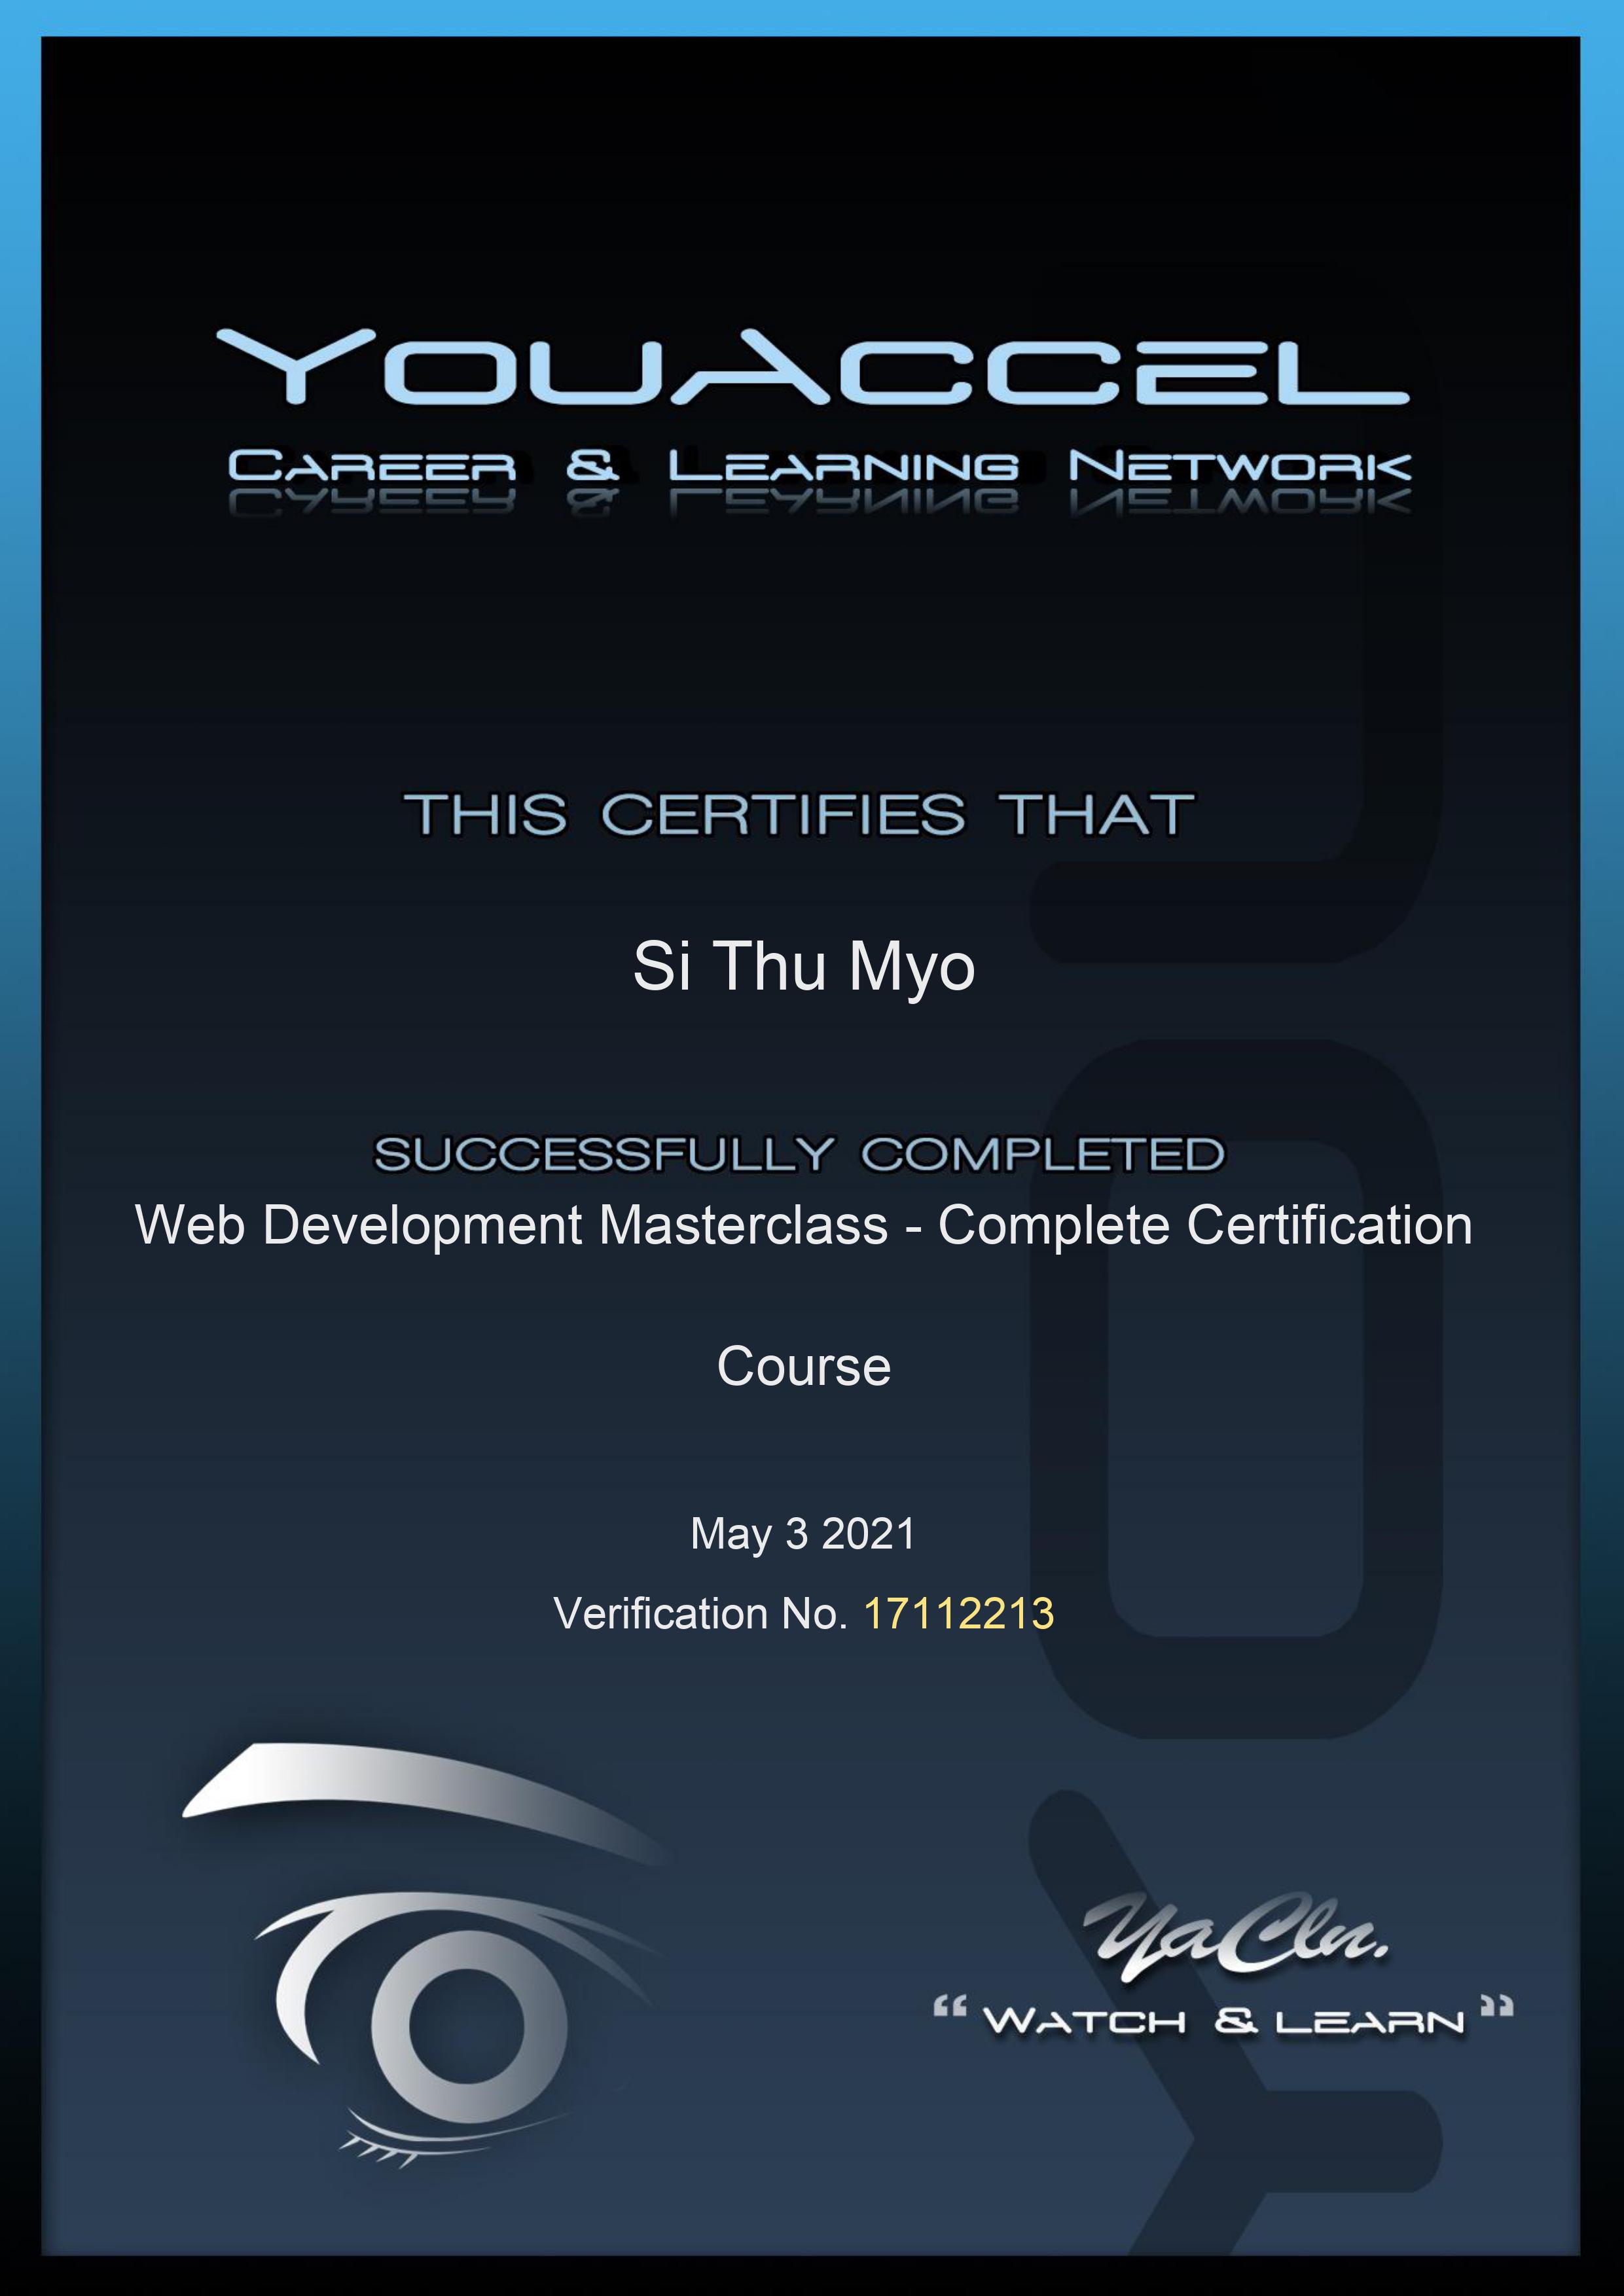 YouAccel
Career & Learning Network
THIS CERTIFIES THAT
Si Thu Myo
SUCCESSFULLY COMPLETED
Web Development Masterclass - Complete Certification
Course
May 3 2021
Verification No. 17112213
YaCln.
“ Watch & Learn ”
YOU